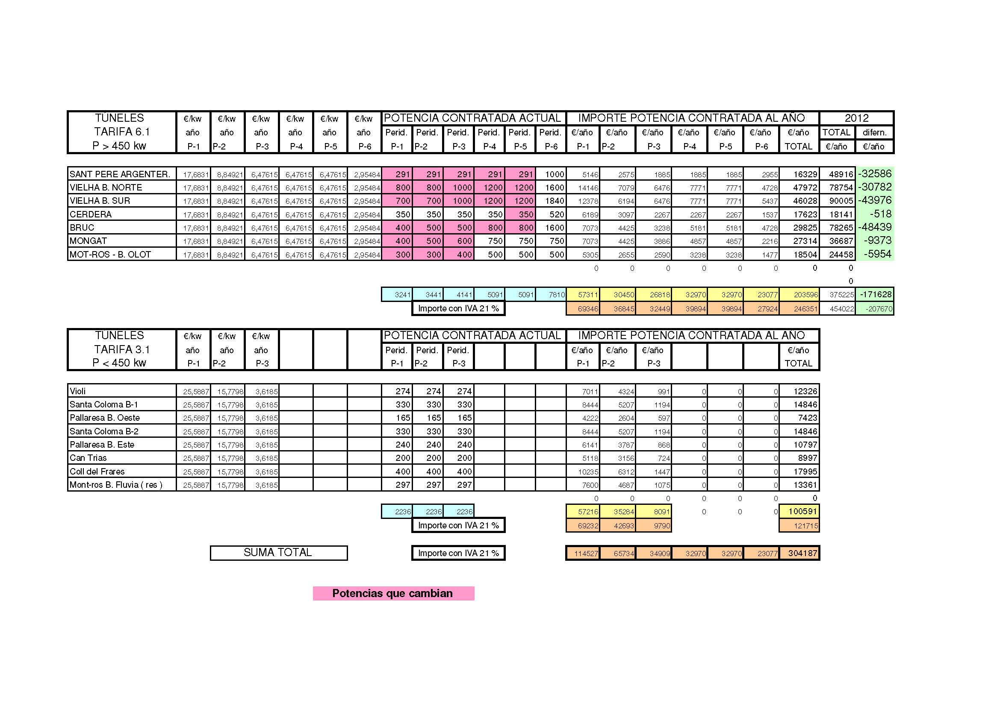 TÚNELES €/kw €/kw €/kw €/kw €/kw €/kw POTENCIA CONTRATADA ACTUAL IMPORTE POTENCIA CONTRATADA AL AÑO 2012
TARIFA 6.1 año año año año año año Perid. Perid. Perid. Perid. Perid. Perid. €/año €/año €/año €/año €/año €/año €/año TOTAL difern.
P > 450 kw P-1 P-2 P-3 P-4 P-5 P-6 P-1 P-2 P-3 P-4 P-5 P-6 P-1 P-2 P-3 P-4 P-5 P-6 TOTAL €/año €/año
SANT PERE ARGENTER. 17,6831 8,84921 6,47615 6,47615 6,47615 2,95484 291 291 291 291 291 1000 5146 2575 1885 1885 1885 2955 16329 48916 -32586
VIELHA B. NORTE 17,6831 8,84921 6,47615 6,47615 6,47615 2,95484 800 800 1000 1200 1200 1600 14146 7079 6476 7771 7771 4728 47972 78754 -30782
VIELHA B. SUR 17,6831 8,84921 6,47615 6,47615 6,47615 2,95484 700 700 1000 1200 1200 1840 12378 6194 6476 7771 7771 5437 46028 90005 -43976
CERDERA 17,6831 8,84921 6,47615 6,47615 6,47615 2,95484 350 350 350 350 350 520 6189 3097 2267 2267 2267 1537 17623 18141 -518
BRUC 17,6831 8,84921 6,47615 6,47615 6,47615 2,95484 400 500 500 800 800 1600 7073 4425 3238 5181 5181 4728 29825 78265 -48439
MONGAT 17,6831 8,84921 6,47615 6,47615 6,47615 2,95484 400 500 600 750 750 750 7073 4425 3886 4857 4857 2216 27314 36687 -9373
MOT-ROS - B. OLOT 17,6831 8,84921 6,47615 6,47615 6,47615 2,95484 300 300 400 500 500 500 5305 2655 2590 3238 3238 1477 18504 24458 -5954
0 0 0 0 0 0 0 0
0
3241 3441 4141 5091 5091 7810 57311 30450 26818 32970 32970 23077 203596 375225 -171628
Importe con IVA 21 % 69346 36845 32449 39894 39894 27924 246351 454022 -207670
TÚNELES €/kw €/kw €/kw POTENCIA CONTRATADA ACTUAL IMPORTE POTENCIA CONTRATADA AL AÑO
TARIFA 3.1 año año año Perid. Perid. Perid. €/año €/año €/año €/año
P < 450 kw P-1 P-2 P-3 P-1 P-2 P-3 P-1 P-2 P-3 TOTAL
Violi 25,5887 15,7798 3,6185 274 274 274 7011 4324 991 0 0 0 12326
Santa Coloma B-1 25,5887 15,7798 3,6185 330 330 330 8444 5207 1194 0 0 0 14846
Pallaresa B. Oeste 25,5887 15,7798 3,6185 165 165 165 4222 2604 597 0 0 0 7423
Santa Coloma B-2 25,5887 15,7798 3,6185 330 330 330 8444 5207 1194 0 0 0 14846
Pallaresa B. Este 25,5887 15,7798 3,6185 240 240 240 6141 3787 868 0 0 0 10797
Can Trias 25,5887 15,7798 3,6185 200 200 200 5118 3156 724 0 0 0 8997
Coll del Frares 25,5887 15,7798 3,6185 400 400 400 10235 6312 1447 0 0 0 17995
Mont-ros B. Fluvia ( res ) 25,5887 15,7798 3,6185 297 297 297 7600 4687 1075 0 0 0 13361
0 0 0 0 0 0 0
2236 2236 2236 57216 35284 8091 0 0 0 100591
Importe con IVA 21 % 69232 42693 9790 121715
SUMA TOTAL Importe con IVA 21 % 114527 65734 34909 32970 32970 23077 304187
Potencias que cambian